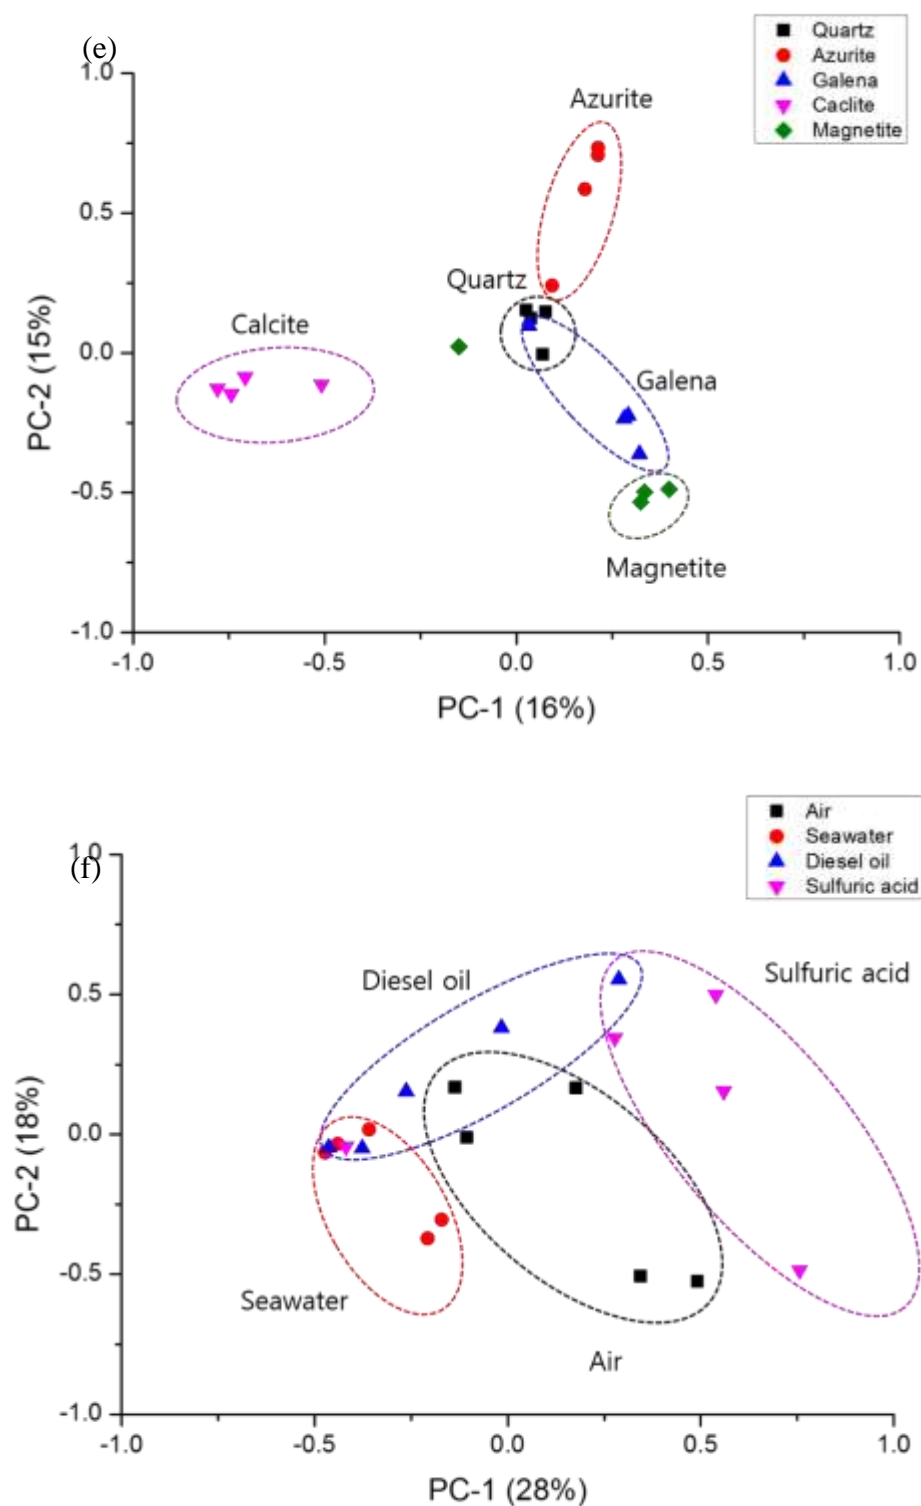 (e)
Quartz
Azurite
Galena
Caclite
Magnetite
1.0
0.5
0.0
-0.5
-1.0
PC-2 (15%)
Azurite
Quartz
Calcite
Galena
Magnetite
-1.0 -0.5 0.0 0.5 1.0
PC-1 (16%)
(f)
Air
Seawater
Diesel oil
Sulfuric acid
1.0
0.5
0.0
-0.5
-1.0
PC-2 (18%)
Diesel oil
Sulfuric acid
Seawater
Air
-1.0 -0.5 0.0 0.5 1.0
PC-1 (28%)